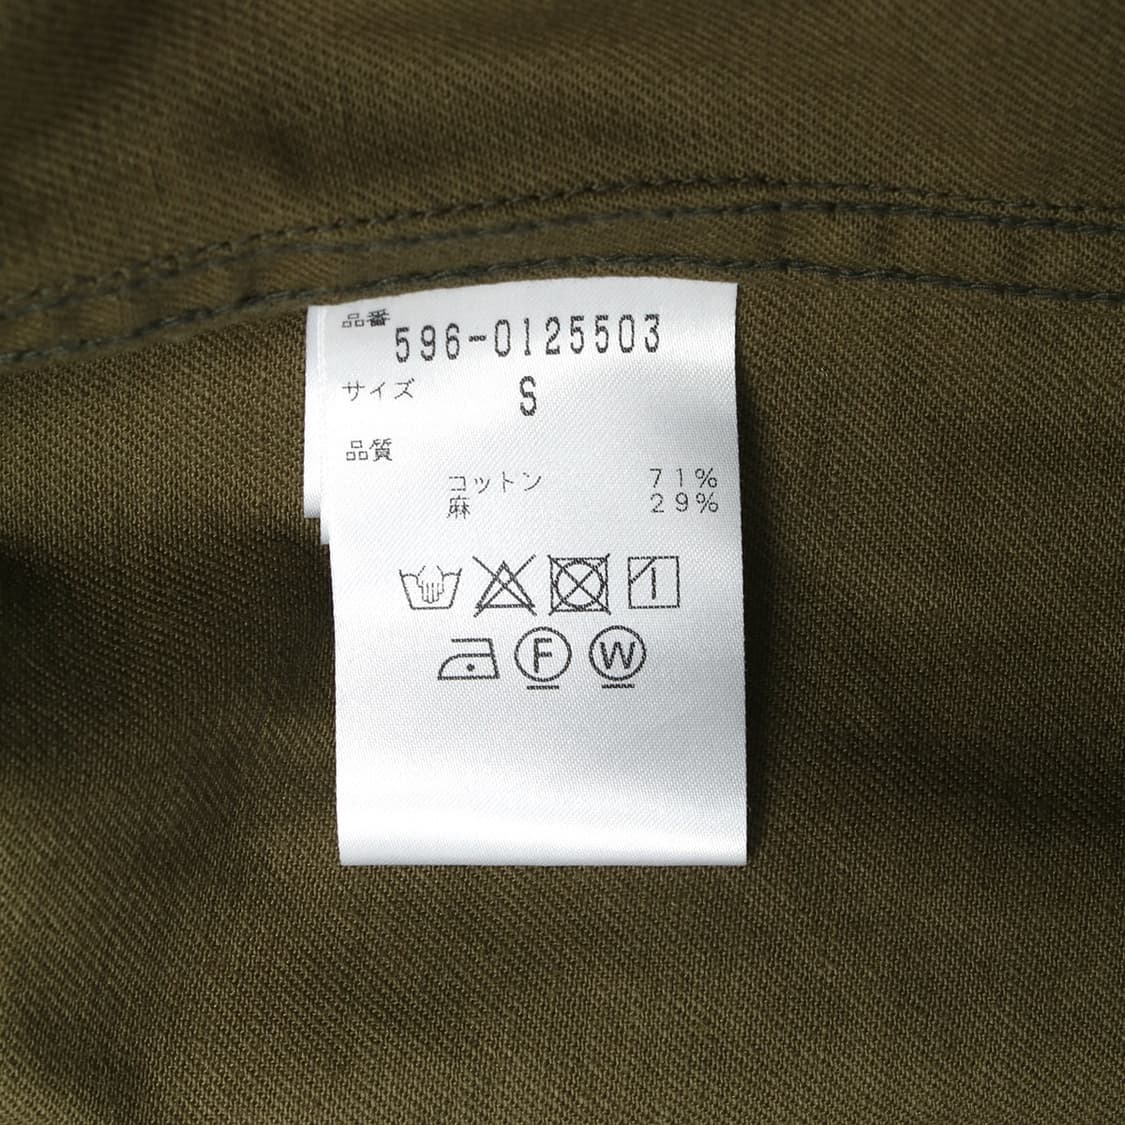 品番
596-0125503
サイズ S
品質
コットン 71%
麻 29%
F W